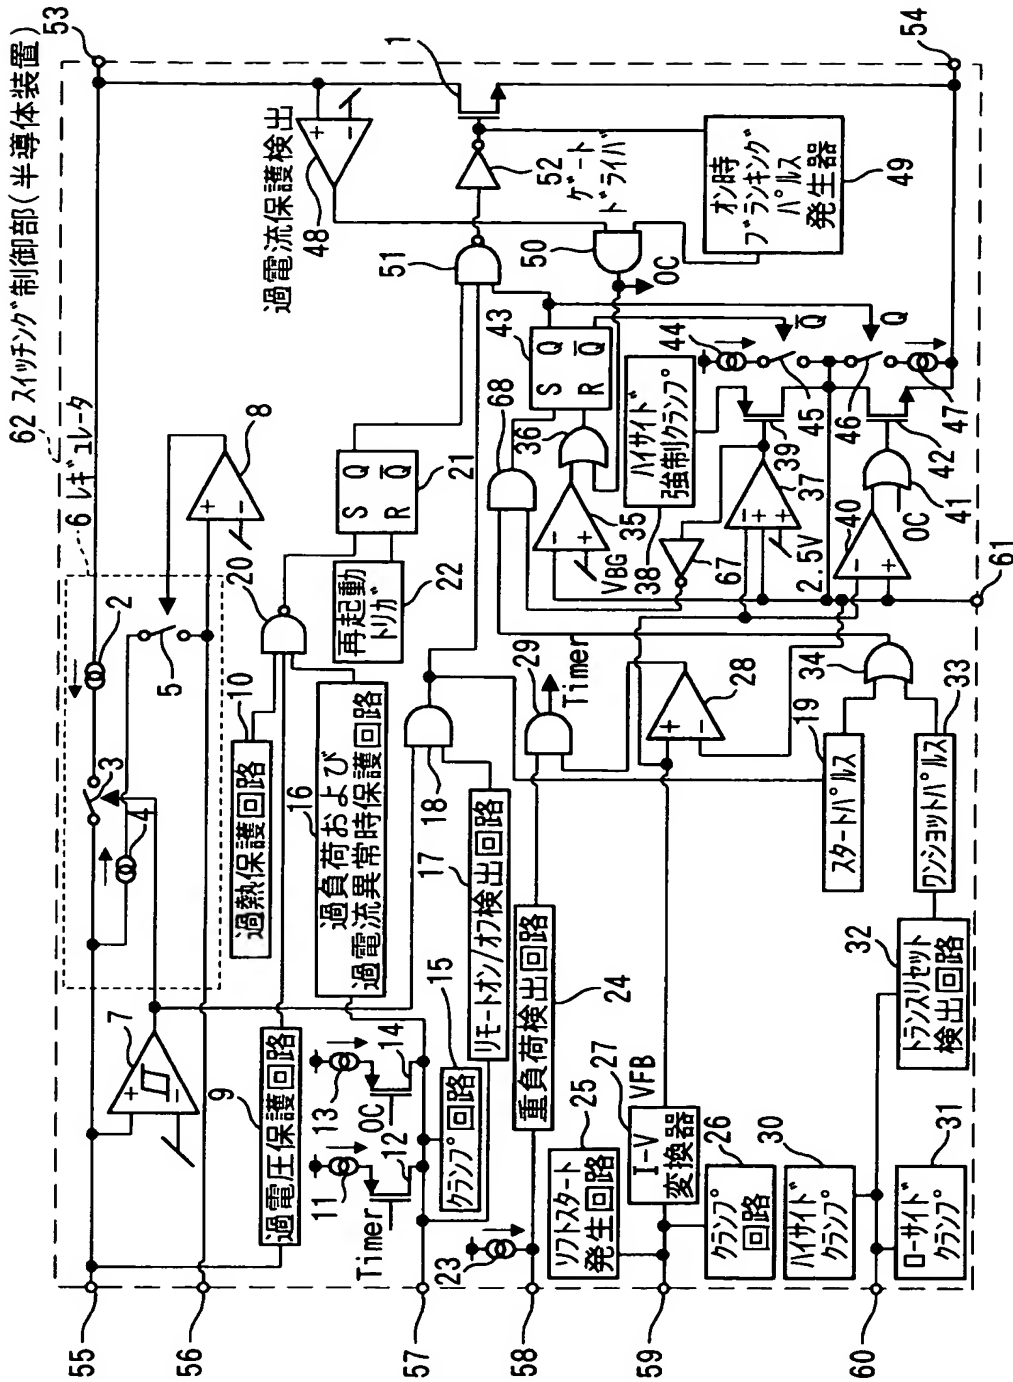 62 スイッチング制御部(半導体装置)
6 レギュレータ
53
54
55
56
57
58
59
60
61
1
2
3
4
5
7
8
9
過電圧保護回路
10
過熱保護回路
11
12
13
14
OC
Timer
15
クランプ回路
16
過負荷および
過電流異常時保護回路
17
リモートオン/オフ検出回路
18
19
スタートパルス
20
21
S Q
R Q̅
22
再起動
トリガ
23
24
重負荷検出回路
25
ソフトスタート
発生回路
26
クランプ
回路
27
I-V
変換器
VFB
28
29
Timer
30
ハイサイド
クランプ
31
ローサイド
クランプ
32
トランスリセット
検出回路
33
ワンショットパルス
34
35
VBG
36
37
2.5V
38
ハイサイド
強制クランプ
39
40
41
OC
42
43
S Q
R Q̅
44
45
46
47
Q̅
Q
48
過電流保護検出
49
オン時
ブランキング
パルス
発生器
50
OC
51
52
ゲート
ドライバ
67
68